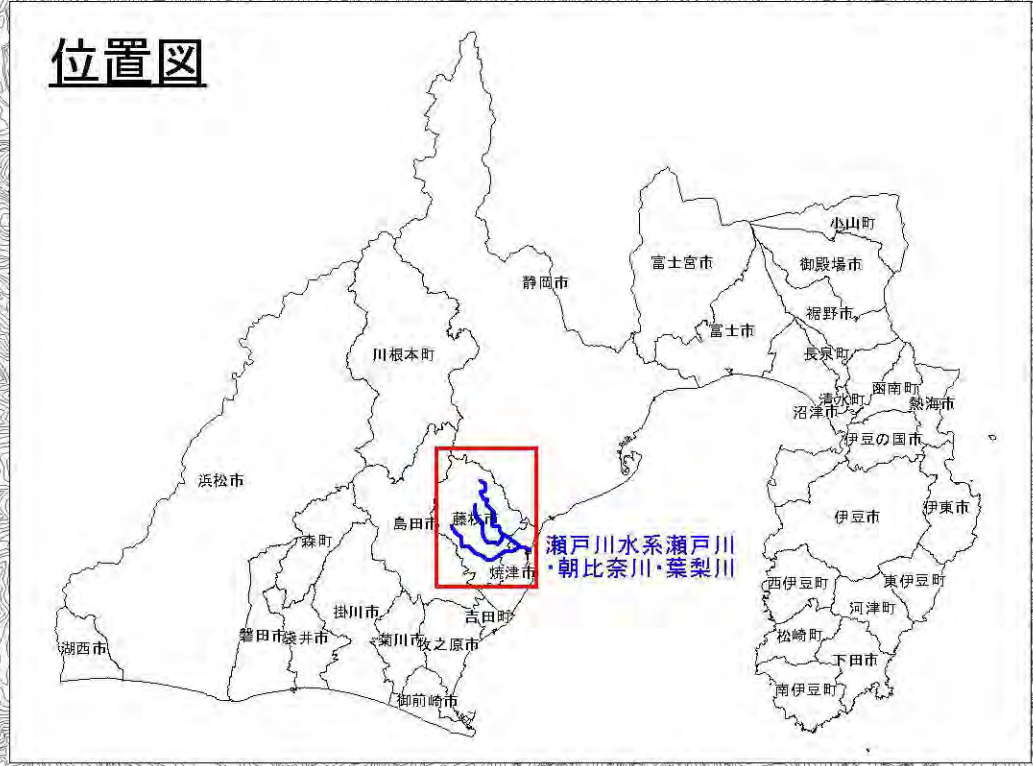 位置図
小山町
富士宮市
御殿場市
静岡市
裾野市
富士市
長泉町
川根本町
函南町
清水町
熱海市
沼津市
伊豆の国市
浜松市
伊東市
伊豆市
藤枝市
島田市
森町
瀬戸川水系瀬戸川
・朝比奈川・葉梨川
焼津市
西伊豆町
東伊豆町
掛川市
吉田町
河津町
磐田市
袋井市
菊川市
牧之原市
松崎町
湖西市
下田市
南伊豆町
御前崎市